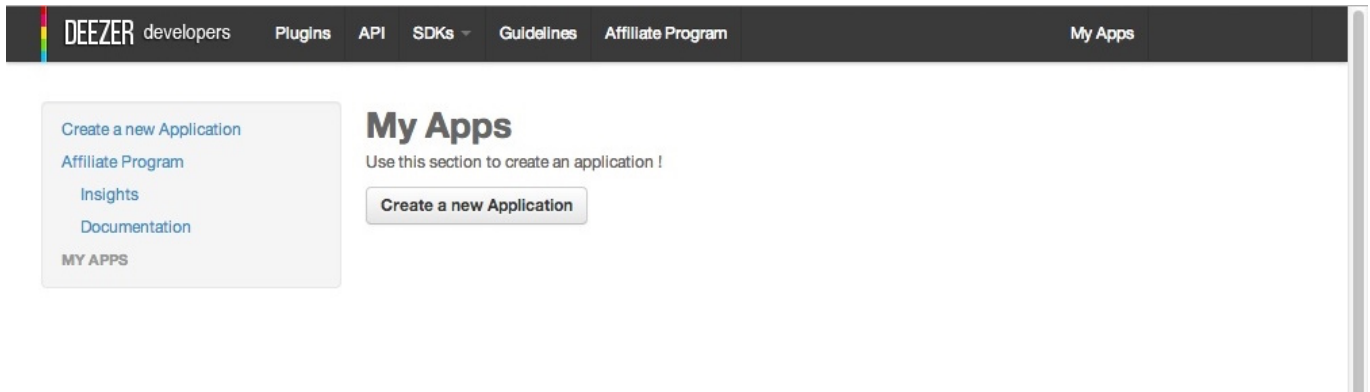 DEEZER developers Plugins API SDKs Guidelines Affiliate Program My Apps
Create a new Application
Affiliate Program
Insights
Documentation
MY APPS
My Apps
Use this section to create an application !
Create a new Application